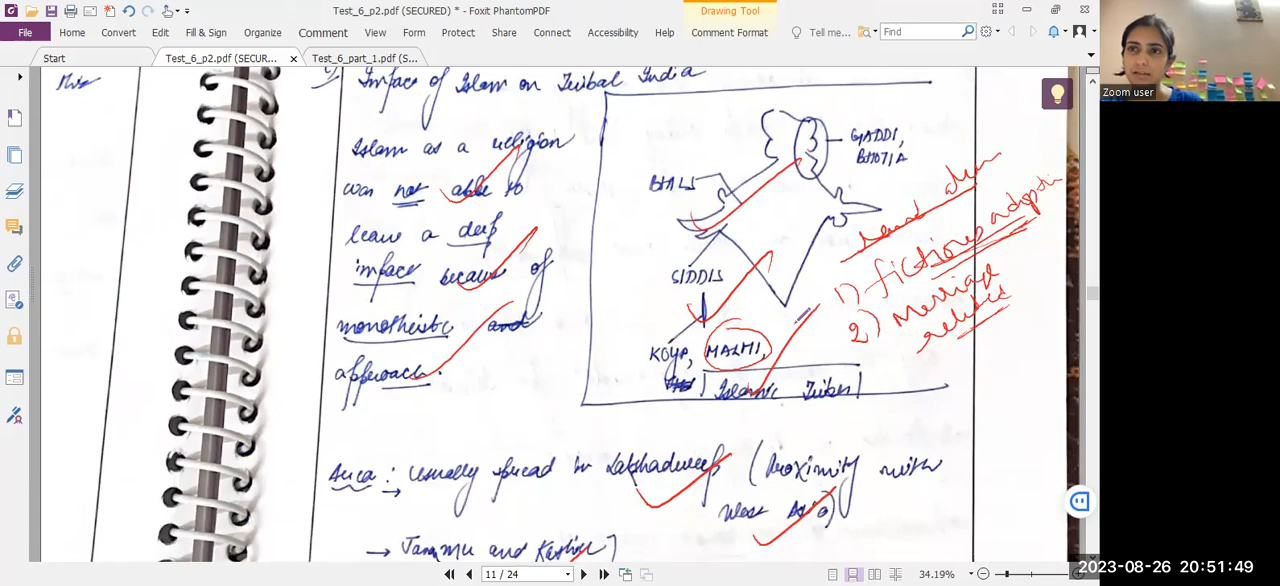 Test_6_p2.pdf (SECURED) * - Foxit PhantomPDF
Drawing Tool
File
Home
Convert
Edit
Fill & Sign
Organize
Comment
View
Form
Protect
Share
Connect
Accessibility
Help
Comment Format
Tell me...
Find
Start
Test_6_p2.pdf (SECUR...
Test_6_part_1.pdf (S...
Zoom user
Impact of Islam on Tribal India
Islam as a religion
was not able to
leave a deep
impact because of
monotheistic and
approach.
GADDI,
BHOTIA
BHILS
SIDDIS
KOYA, MALMI,
Islamic Tribes
1) fictions adoption
2) Marriage
related
Area: Usually spread in Lakshadweep (Proximity with
West Asia)
→ Jammu and Kashmir
11 / 24
34.19%
2023-08-26 20:51:49